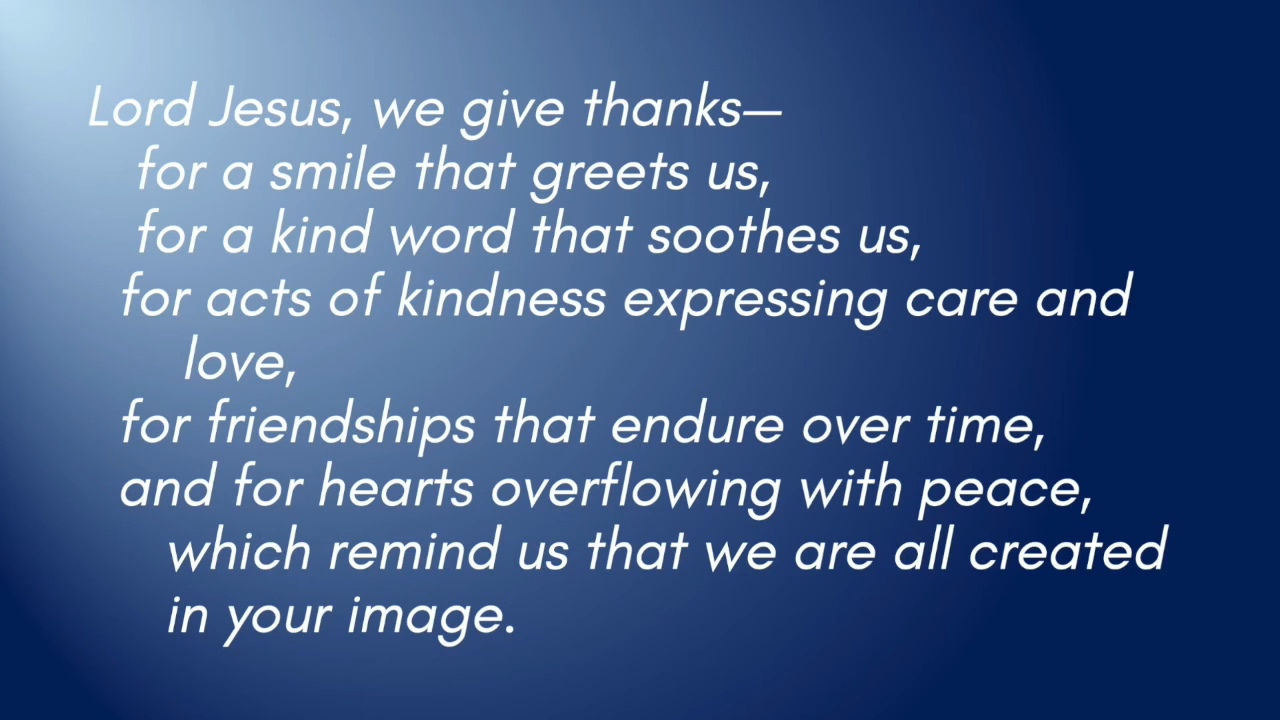 Lord Jesus, we give thanks—
for a smile that greets us,
for a kind word that soothes us,
for acts of kindness expressing care and
love,
for friendships that endure over time,
and for hearts overflowing with peace,
which remind us that we are all created
in your image.